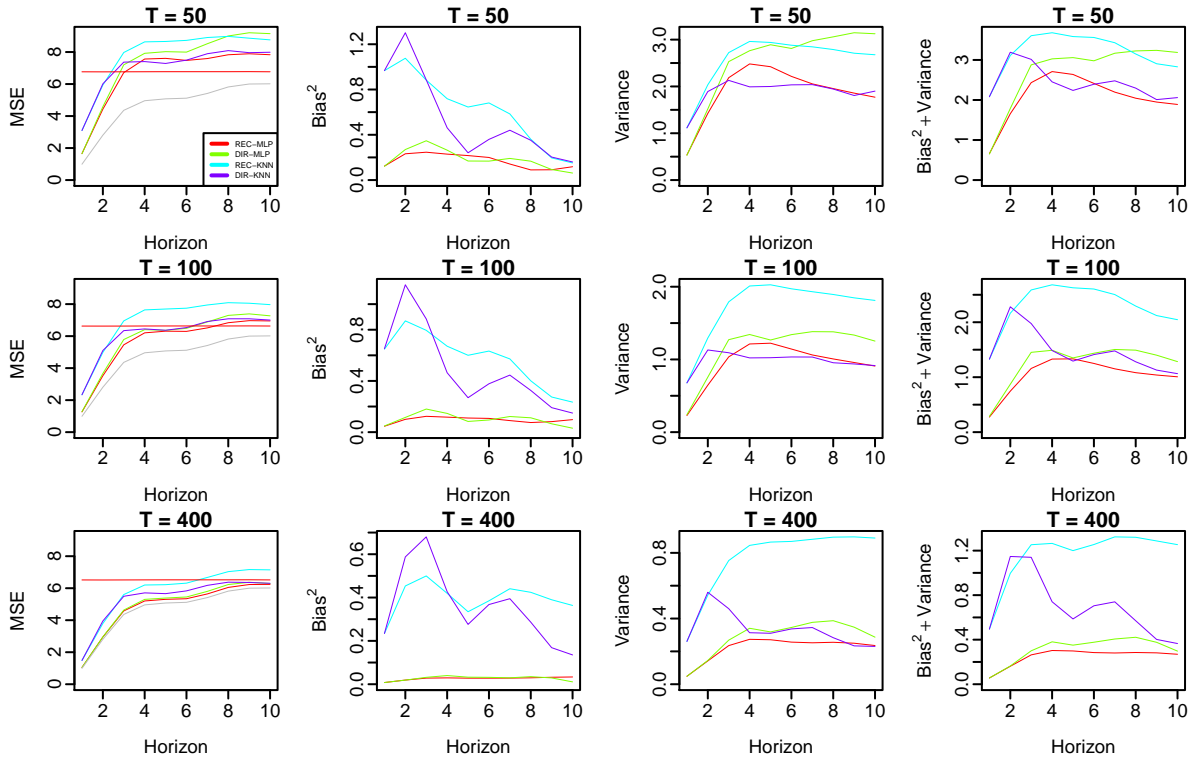 T = 50
MSE
0 2 4 6 8
2 4 6 8 10
Horizon
REC−MLP
DIR−MLP
REC−KNN
DIR−KNN
T = 50
Bias²
0.0 0.4 0.8 1.2
2 4 6 8 10
Horizon
T = 50
Variance
0.0 1.0 2.0 3.0
2 4 6 8 10
Horizon
T = 50
Bias² + Variance
0 2 3
2 4 6 8 10
Horizon
T = 100
MSE
0 2 4 6 8
2 4 6 8 10
Horizon
T = 100
Bias²
0.0 0.4 0.8
2 4 6 8 10
Horizon
T = 100
Variance
0.0 1.0 2.0
2 4 6 8 10
Horizon
T = 100
Bias² + Variance
0.0 1.0 2.0
2 4 6 8 10
Horizon
T = 400
MSE
0 2 4 6 8
2 4 6 8 10
Horizon
T = 400
Bias²
0.0 0.2 0.4 0.6
2 4 6 8 10
Horizon
T = 400
Variance
0.0 0.4 0.8
2 4 6 8 10
Horizon
T = 400
Bias² + Variance
0.0 0.4 0.8 1.2
2 4 6 8 10
Horizon